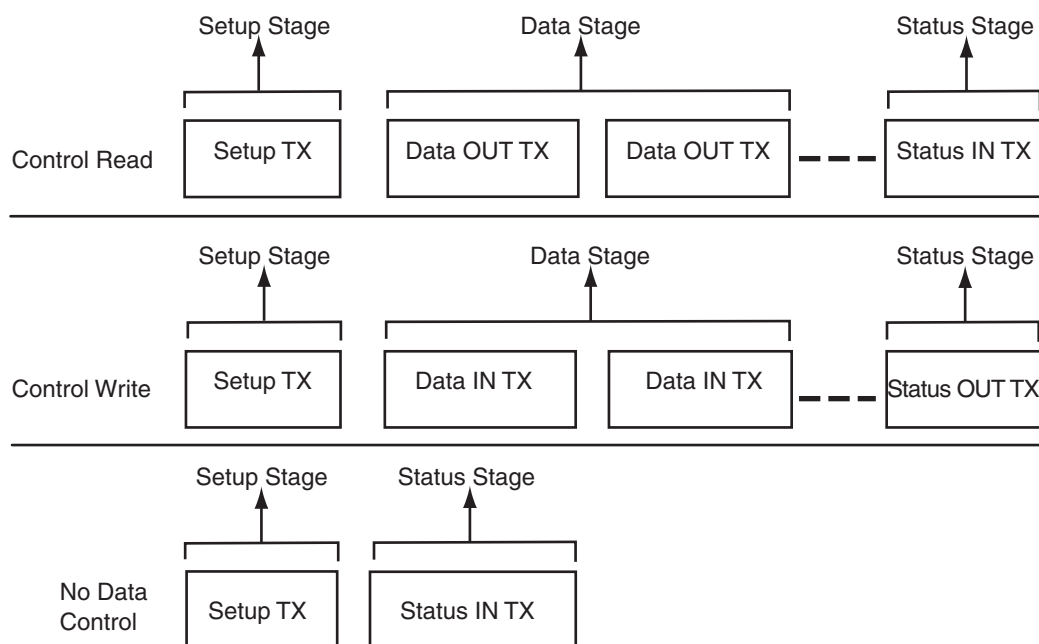 Setup Stage Data Stage Status Stage
Control Read Setup TX Data OUT TX Data OUT TX Status IN TX
Setup Stage Data Stage Status Stage
Control Write Setup TX Data IN TX Data IN TX Status OUT TX
Setup Stage Status Stage
No Data
Control Setup TX Status IN TX